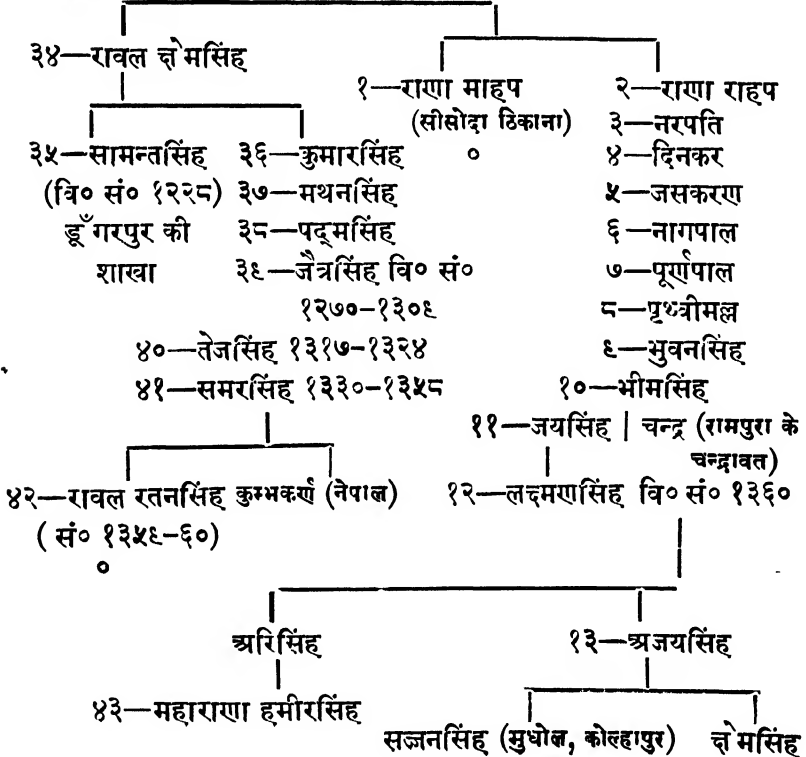 ३४—रावल क्षेमसिंह
१—राणा माहप २—राणा राहप
(सीसोदा ठिकाना) ३—नरपति
३५—सामन्तसिंह ३६—कुमारसिंह ० ४—दिनकर
(वि० सं० १२२८) ३७—मथनसिंह ५—जसकरण
डूँगरपुर की ३८—पद्मसिंह ६—नागपाल
शाखा ३९—जैत्रसिंह वि० सं० ७—पूर्णपाल
१२७०-१३०९ ८—पृथ्वीमल्ल
४०—तेजसिंह १३१७-१३२४ ९—भुवनसिंह
४१—समरसिंह १३३०-१३५८ १०—भीमसिंह
११—जयसिंह | चन्द्र (रामपुरा के
चन्द्रावत)
४२—रावल रतनसिंह कुम्भकर्ण (नेपाल) १२—लक्ष्मणसिंह वि० सं० १३६०
( सं० १३५९-६०)
०
अरिसिंह १३—अजयसिंह
४३—महाराणा हमीरसिंह
सज्जनसिंह (मुधोल, कोल्हापुर) क्षेमसिंह